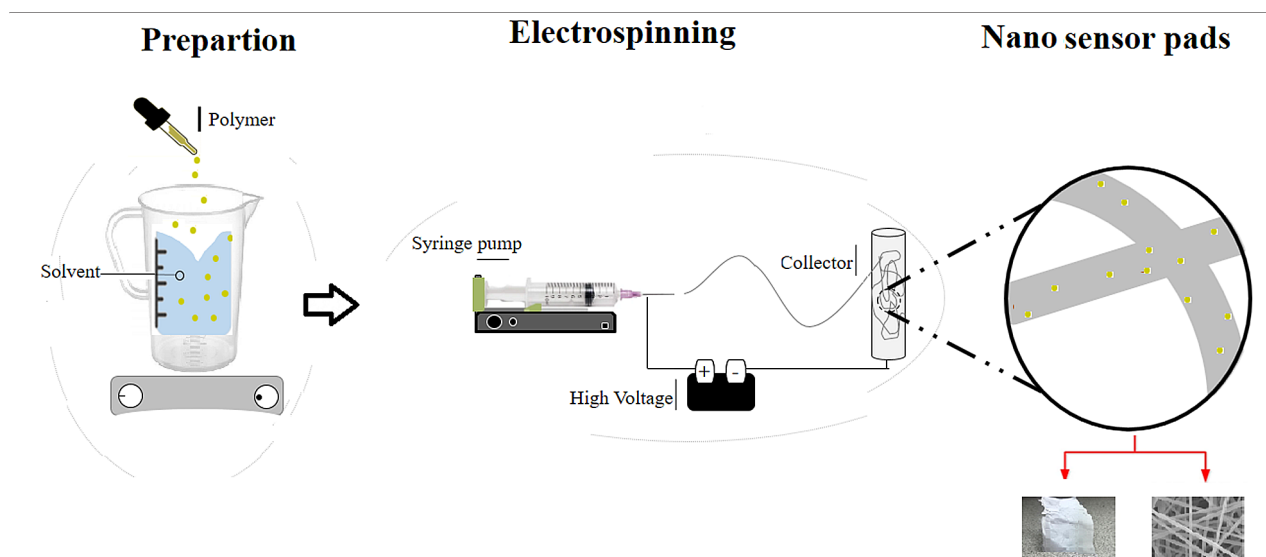 Prepartion
Electrospinning
Nano sensor pads
Polymer
Solvent
Syringe pump
Collector
High Voltage
+
-